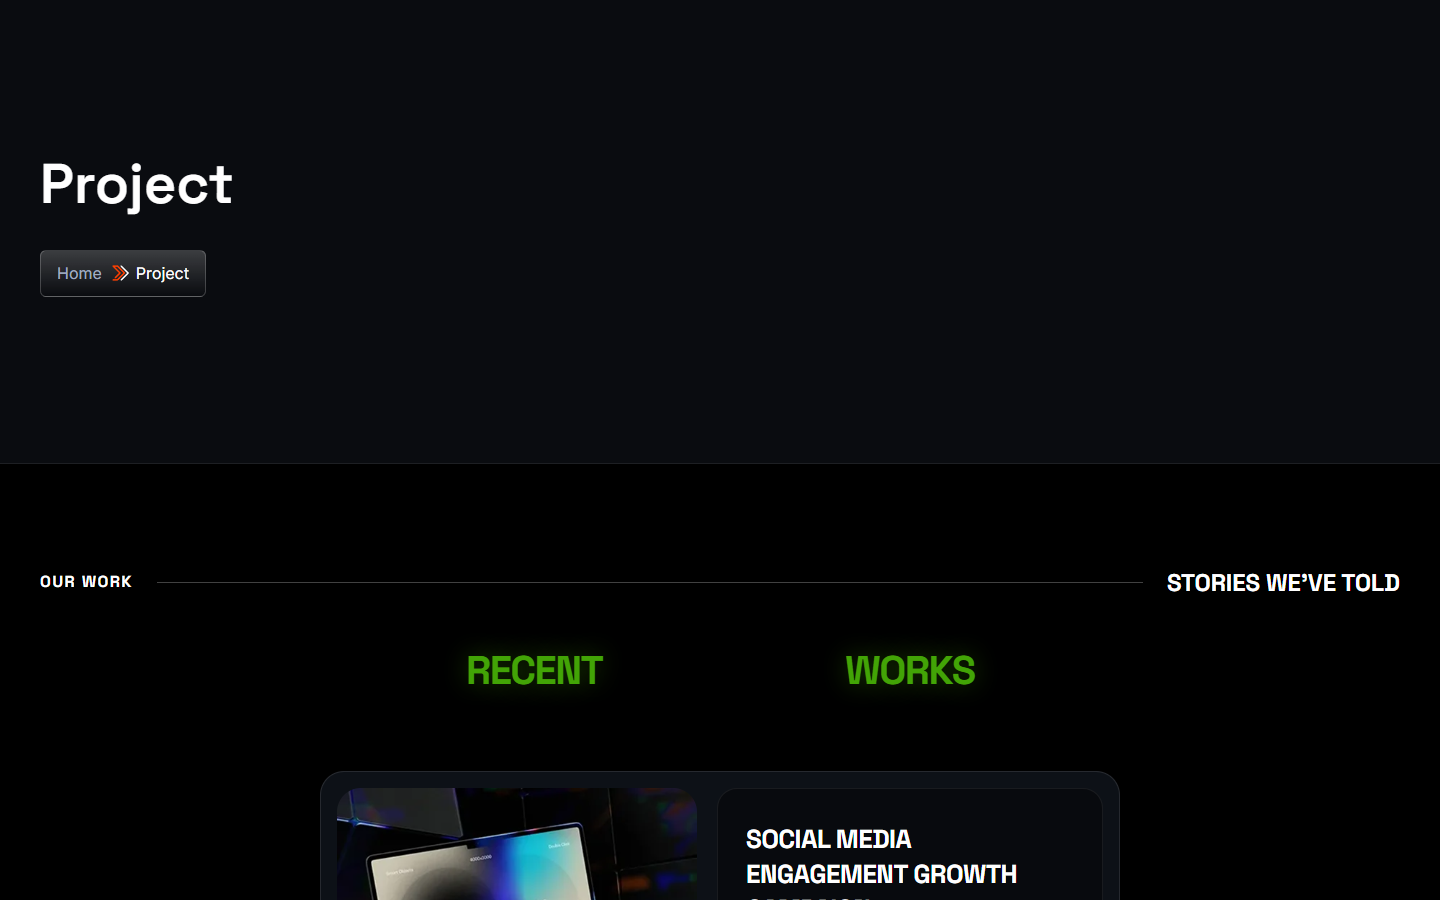 Project
Home Project
OUR WORK
STORIES WE'VE TOLD
RECENT WORKS
SOCIAL MEDIA
ENGAGEMENT GROWTH